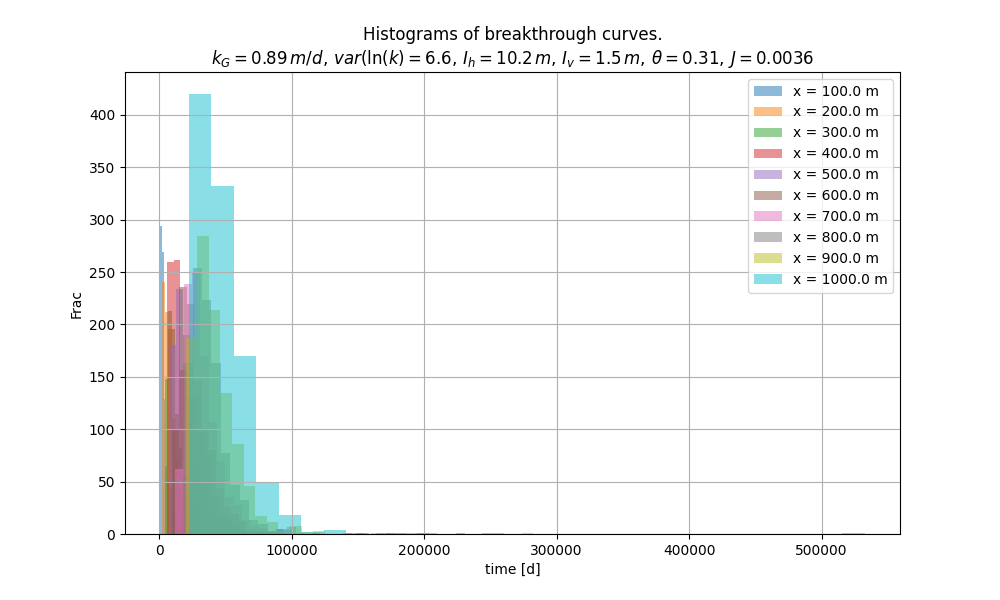 Histograms of breakthrough curves.
k_G = 0.89 m/d, var(ln(k) = 6.6, I_h = 10.2 m, I_v = 1.5 m, θ = 0.31, J = 0.0036
400
350
300
250
200
150
100
50
0
Frac
x = 100.0 m
x = 200.0 m
x = 300.0 m
x = 400.0 m
x = 500.0 m
x = 600.0 m
x = 700.0 m
x = 800.0 m
x = 900.0 m
x = 1000.0 m
0 100000 200000 300000 400000 500000
time [d]